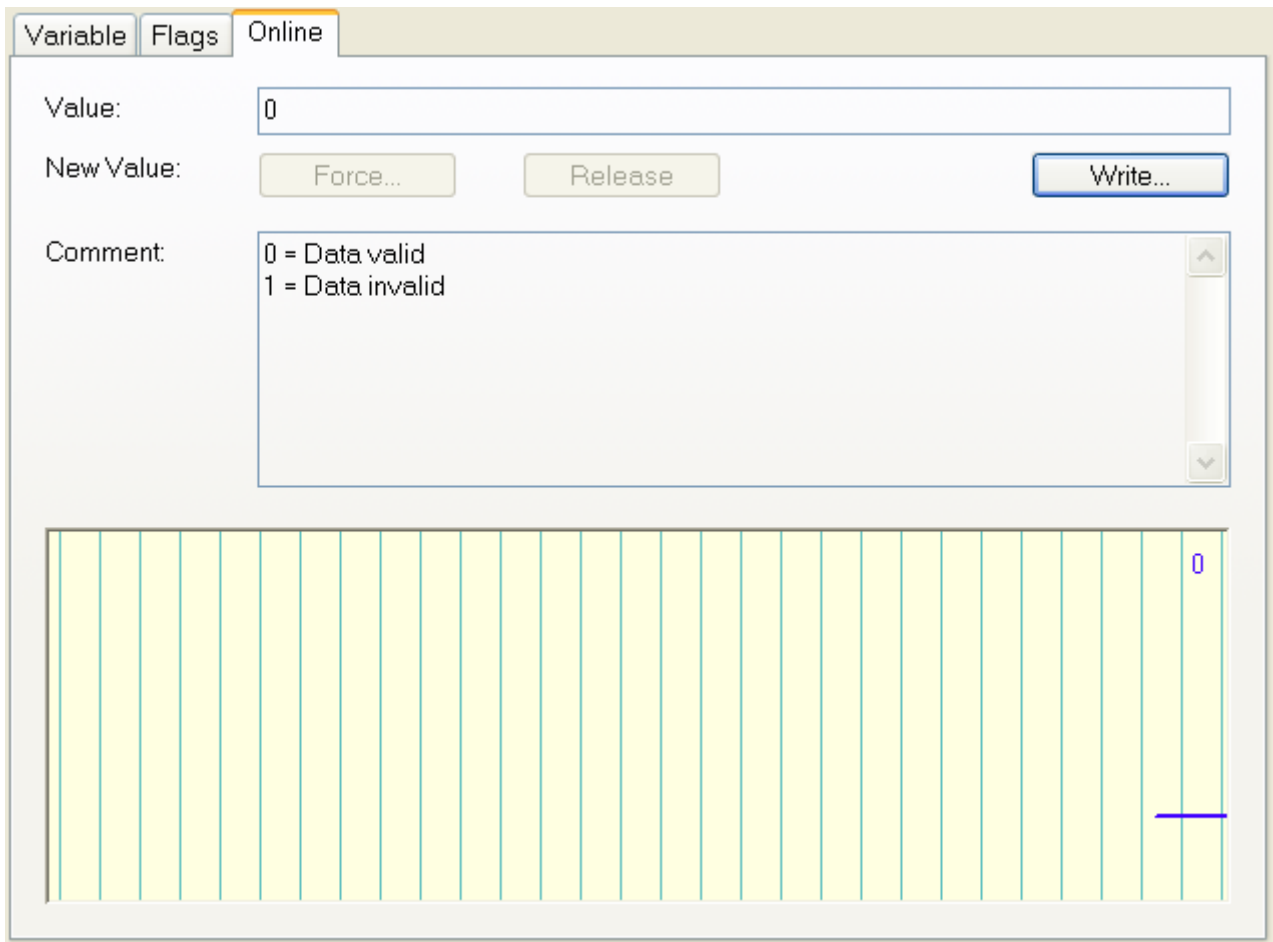 Variable Flags Online
Value: 0
New Value: Force... Release Write...
Comment: 0 = Data valid
1 = Data invalid
0